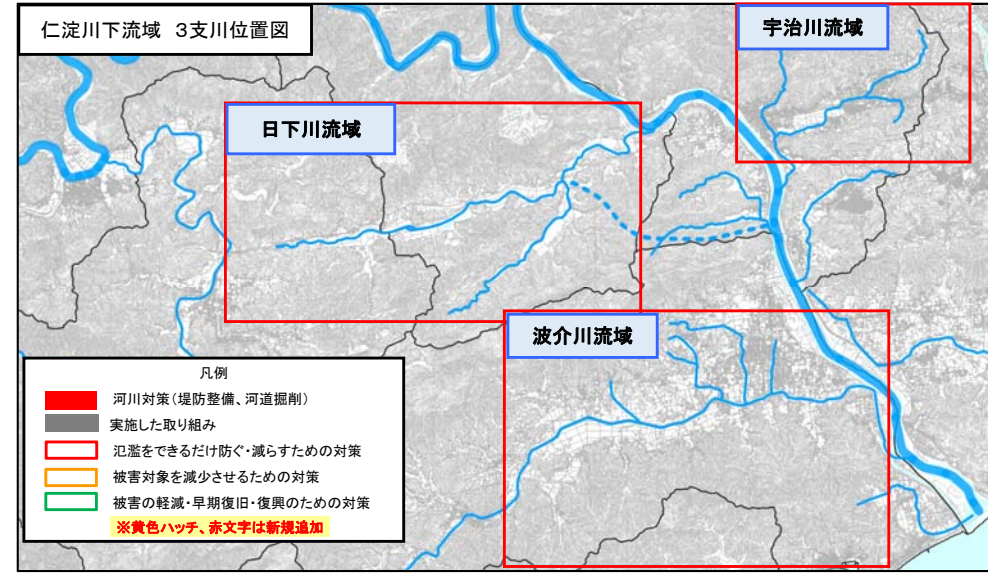 仁淀川下流域 3支川位置図
宇治川流域
日下川流域
波介川流域
凡例
河川対策(堤防整備、河道掘削)
実施した取り組み
氾濫をできるだけ防ぐ・減らすための対策
被害対象を減少させるための対策
被害の軽減・早期復旧・復興のための対策
※黄色ハッチ、赤文字は新規追加